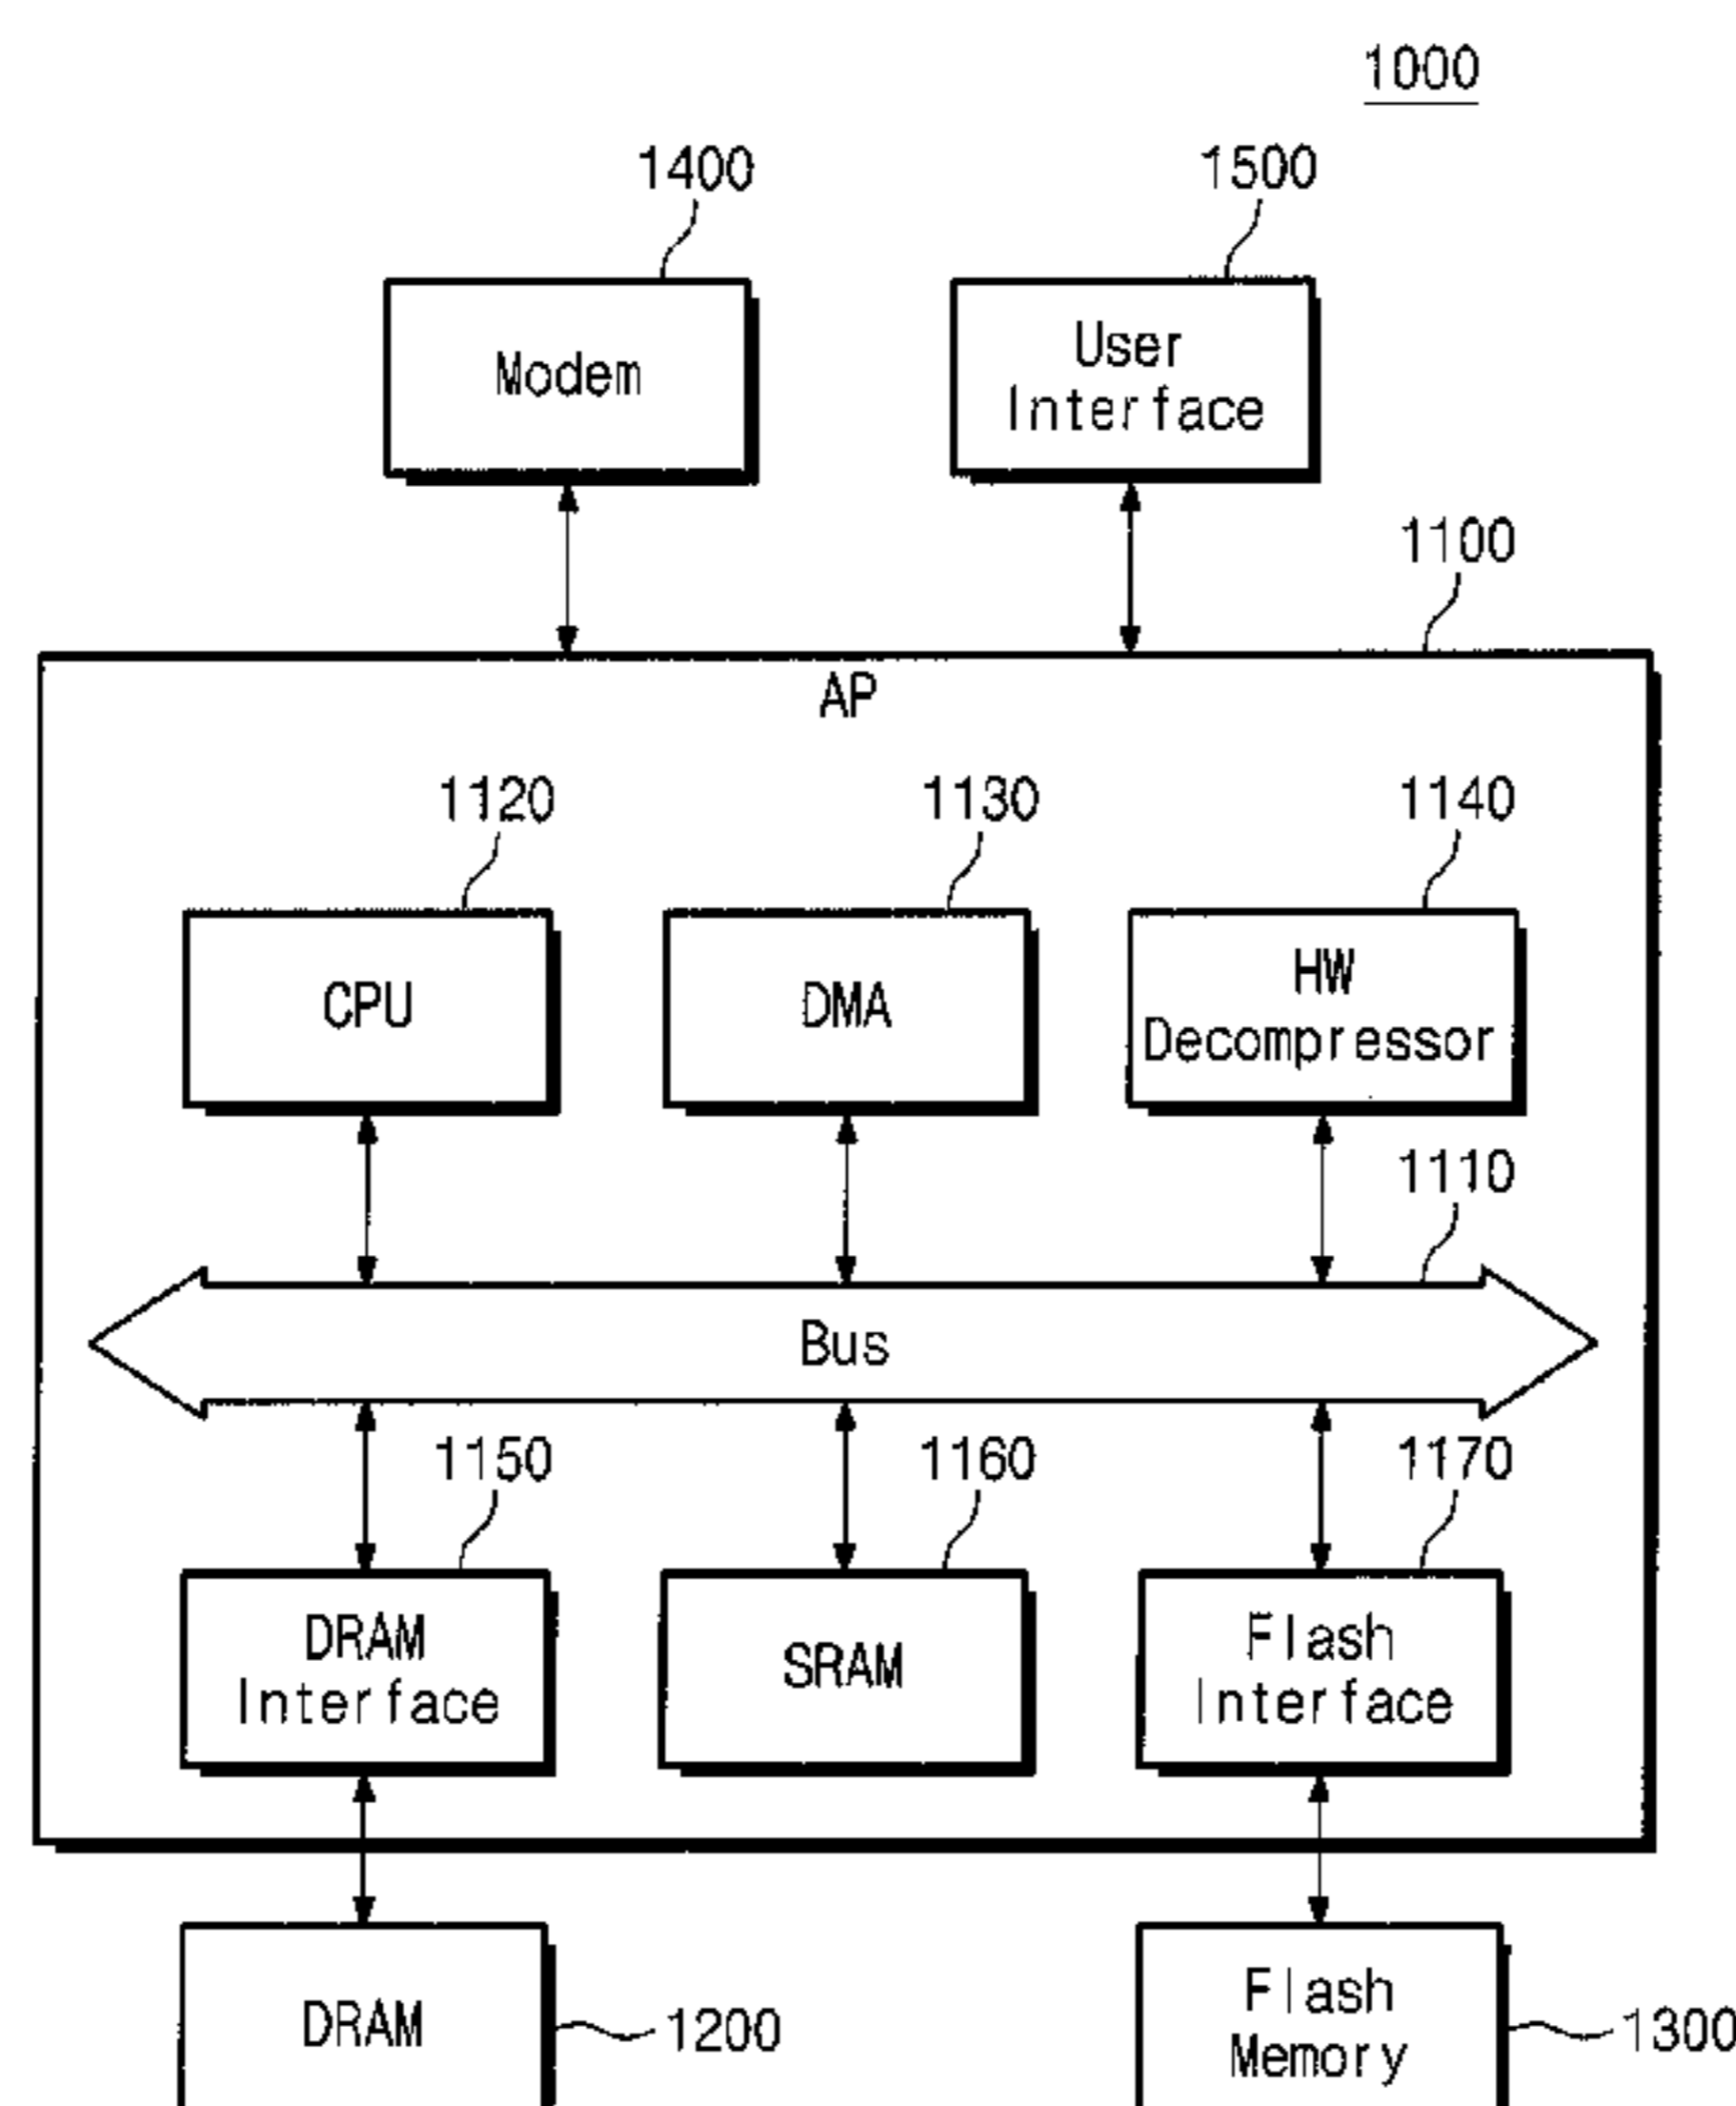 1000
1400
1500
Modem
User
Interface
1100
AP
1120
1130
1140
CPU
DMA
HW
Decompressor
1110
Bus
1150
1160
1170
DRAM
Interface
SRAM
Flash
Interface
DRAM
1200
Flash
Memory
1300